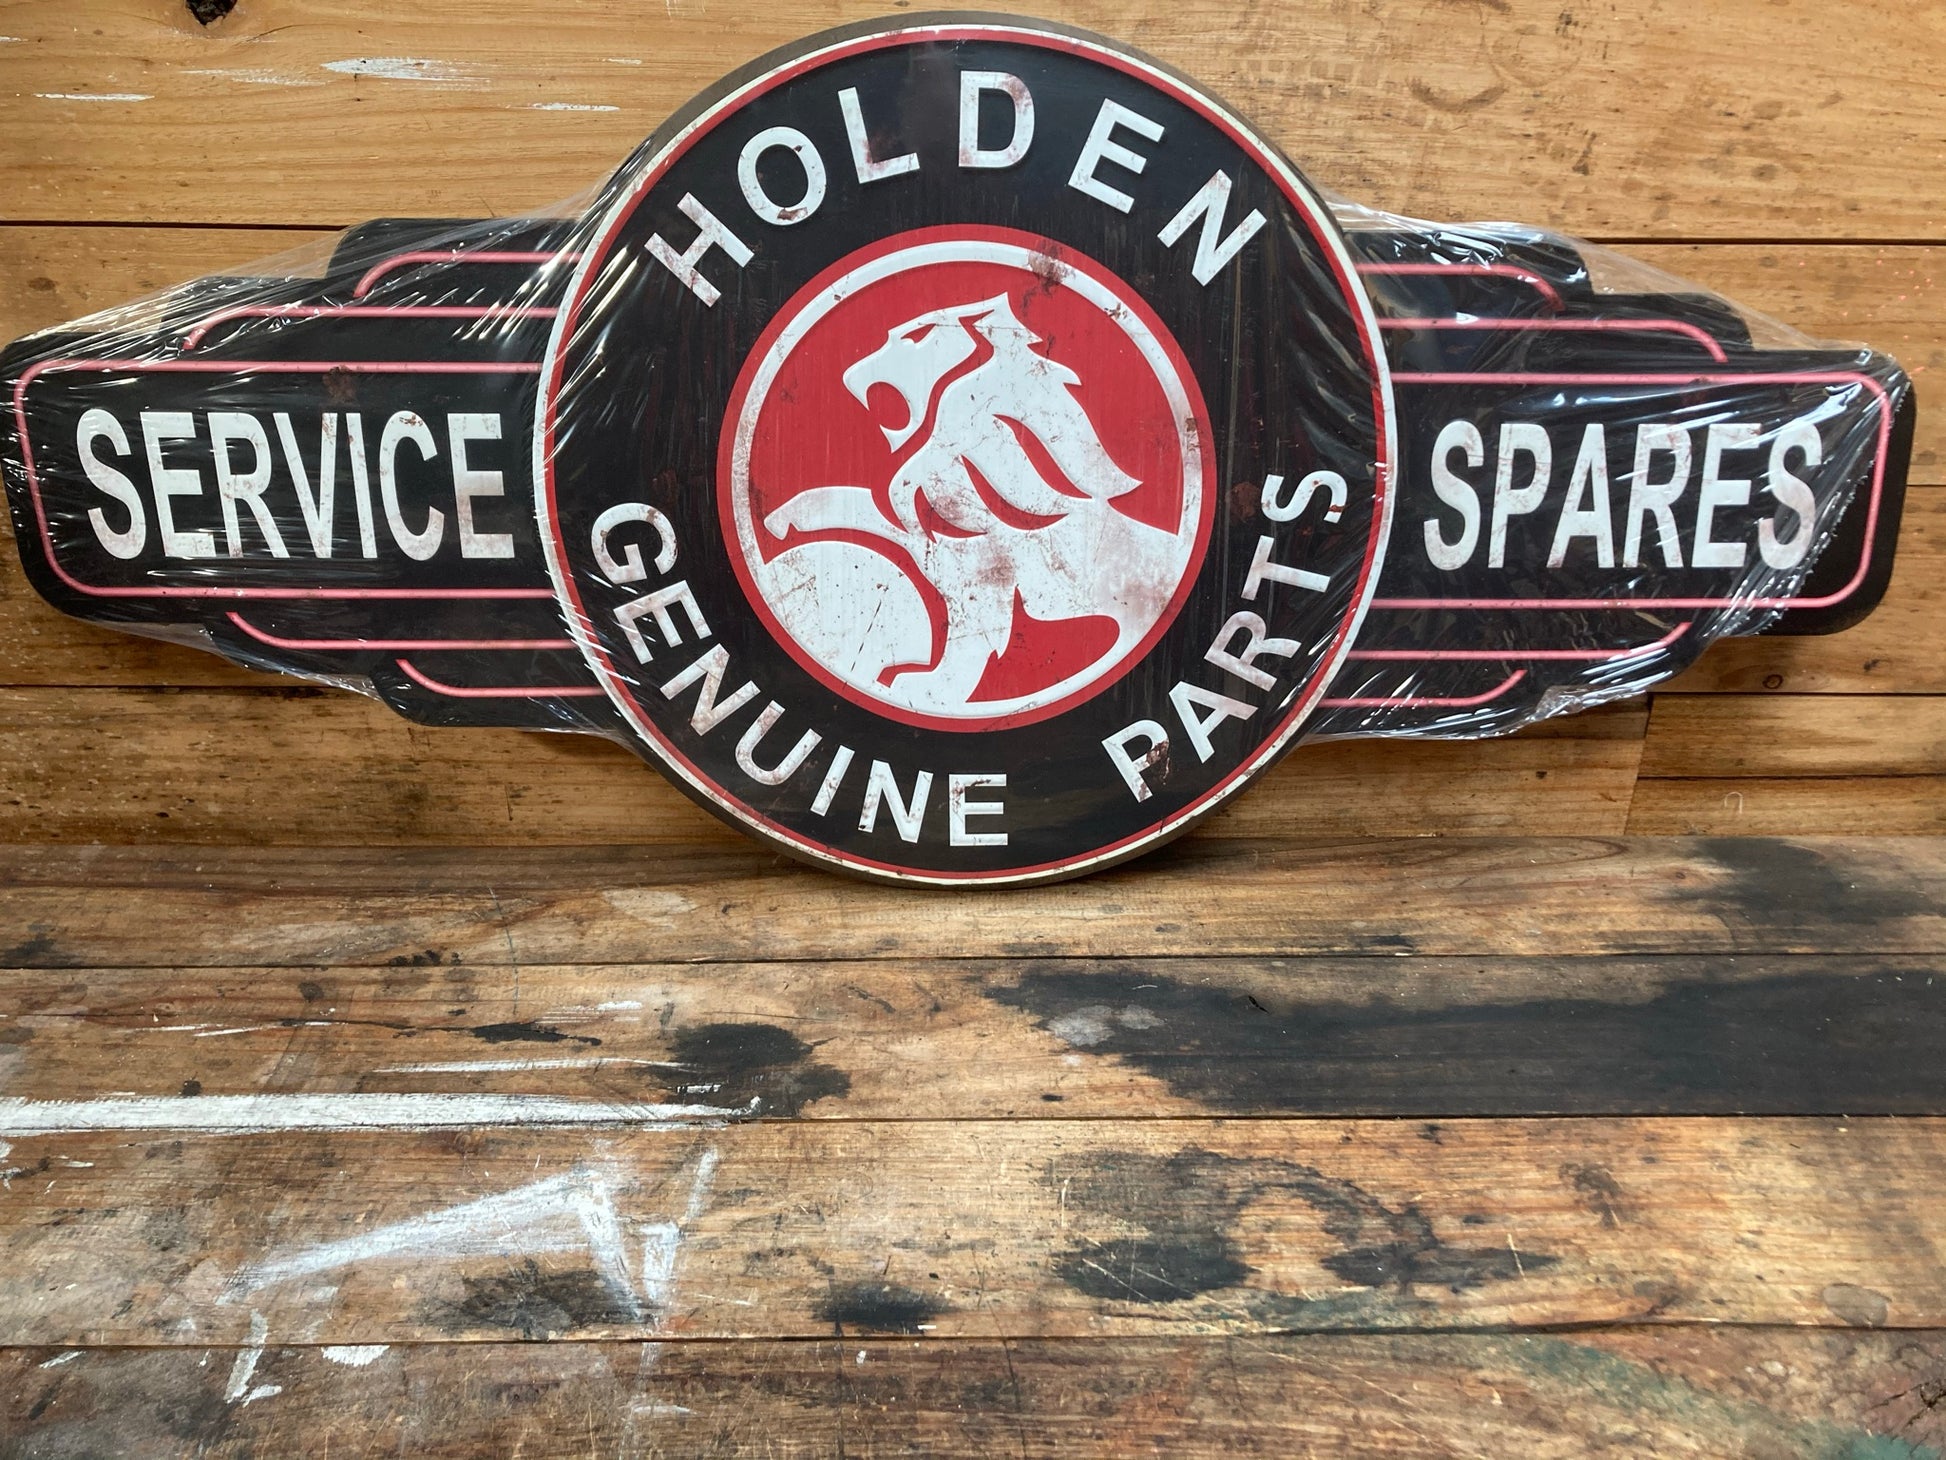 HOLDEN
SERVICE
SPARES
GENUINE PARTS